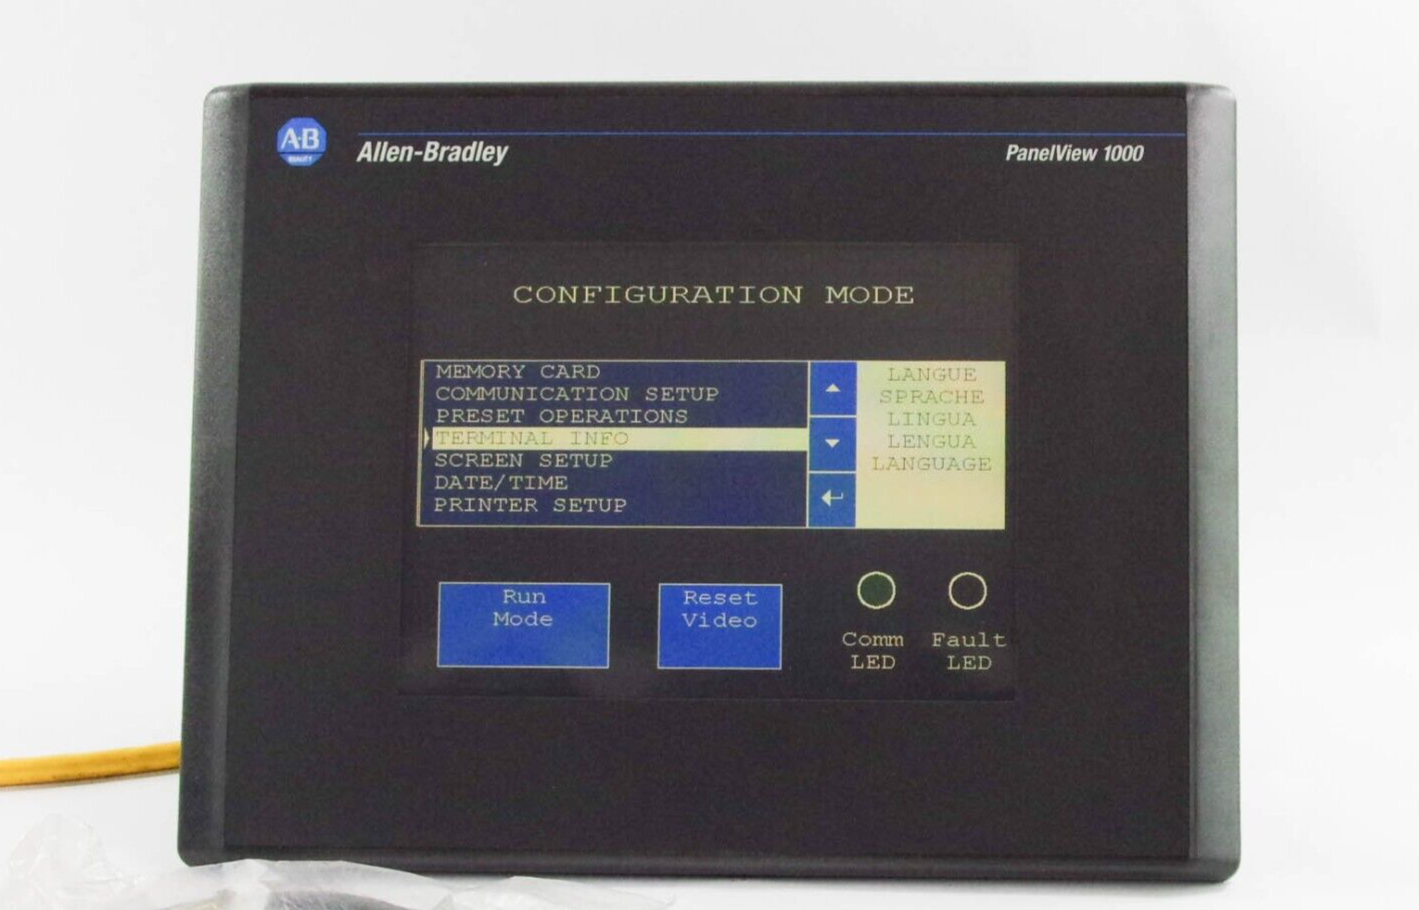 A-B
QUALITY
Allen-Bradley
PanelView 1000
CONFIGURATION MODE
MEMORY CARD
COMMUNICATION SETUP
PRESET OPERATIONS
TERMINAL INFO
SCREEN SETUP
DATE/TIME
PRINTER SETUP
LANGUE
SPRACHE
LINGUA
LENGUA
LANGUAGE
Run
Mode
Reset
Video
Comm
LED
Fault
LED